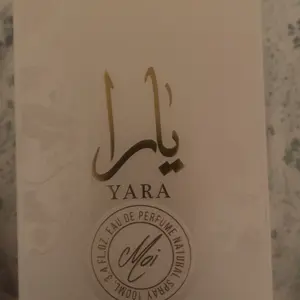 يارا
YARA
EAU DE PERFUME NATURAL SPRAY 100ML, 3.4 FL.OZ
Moi